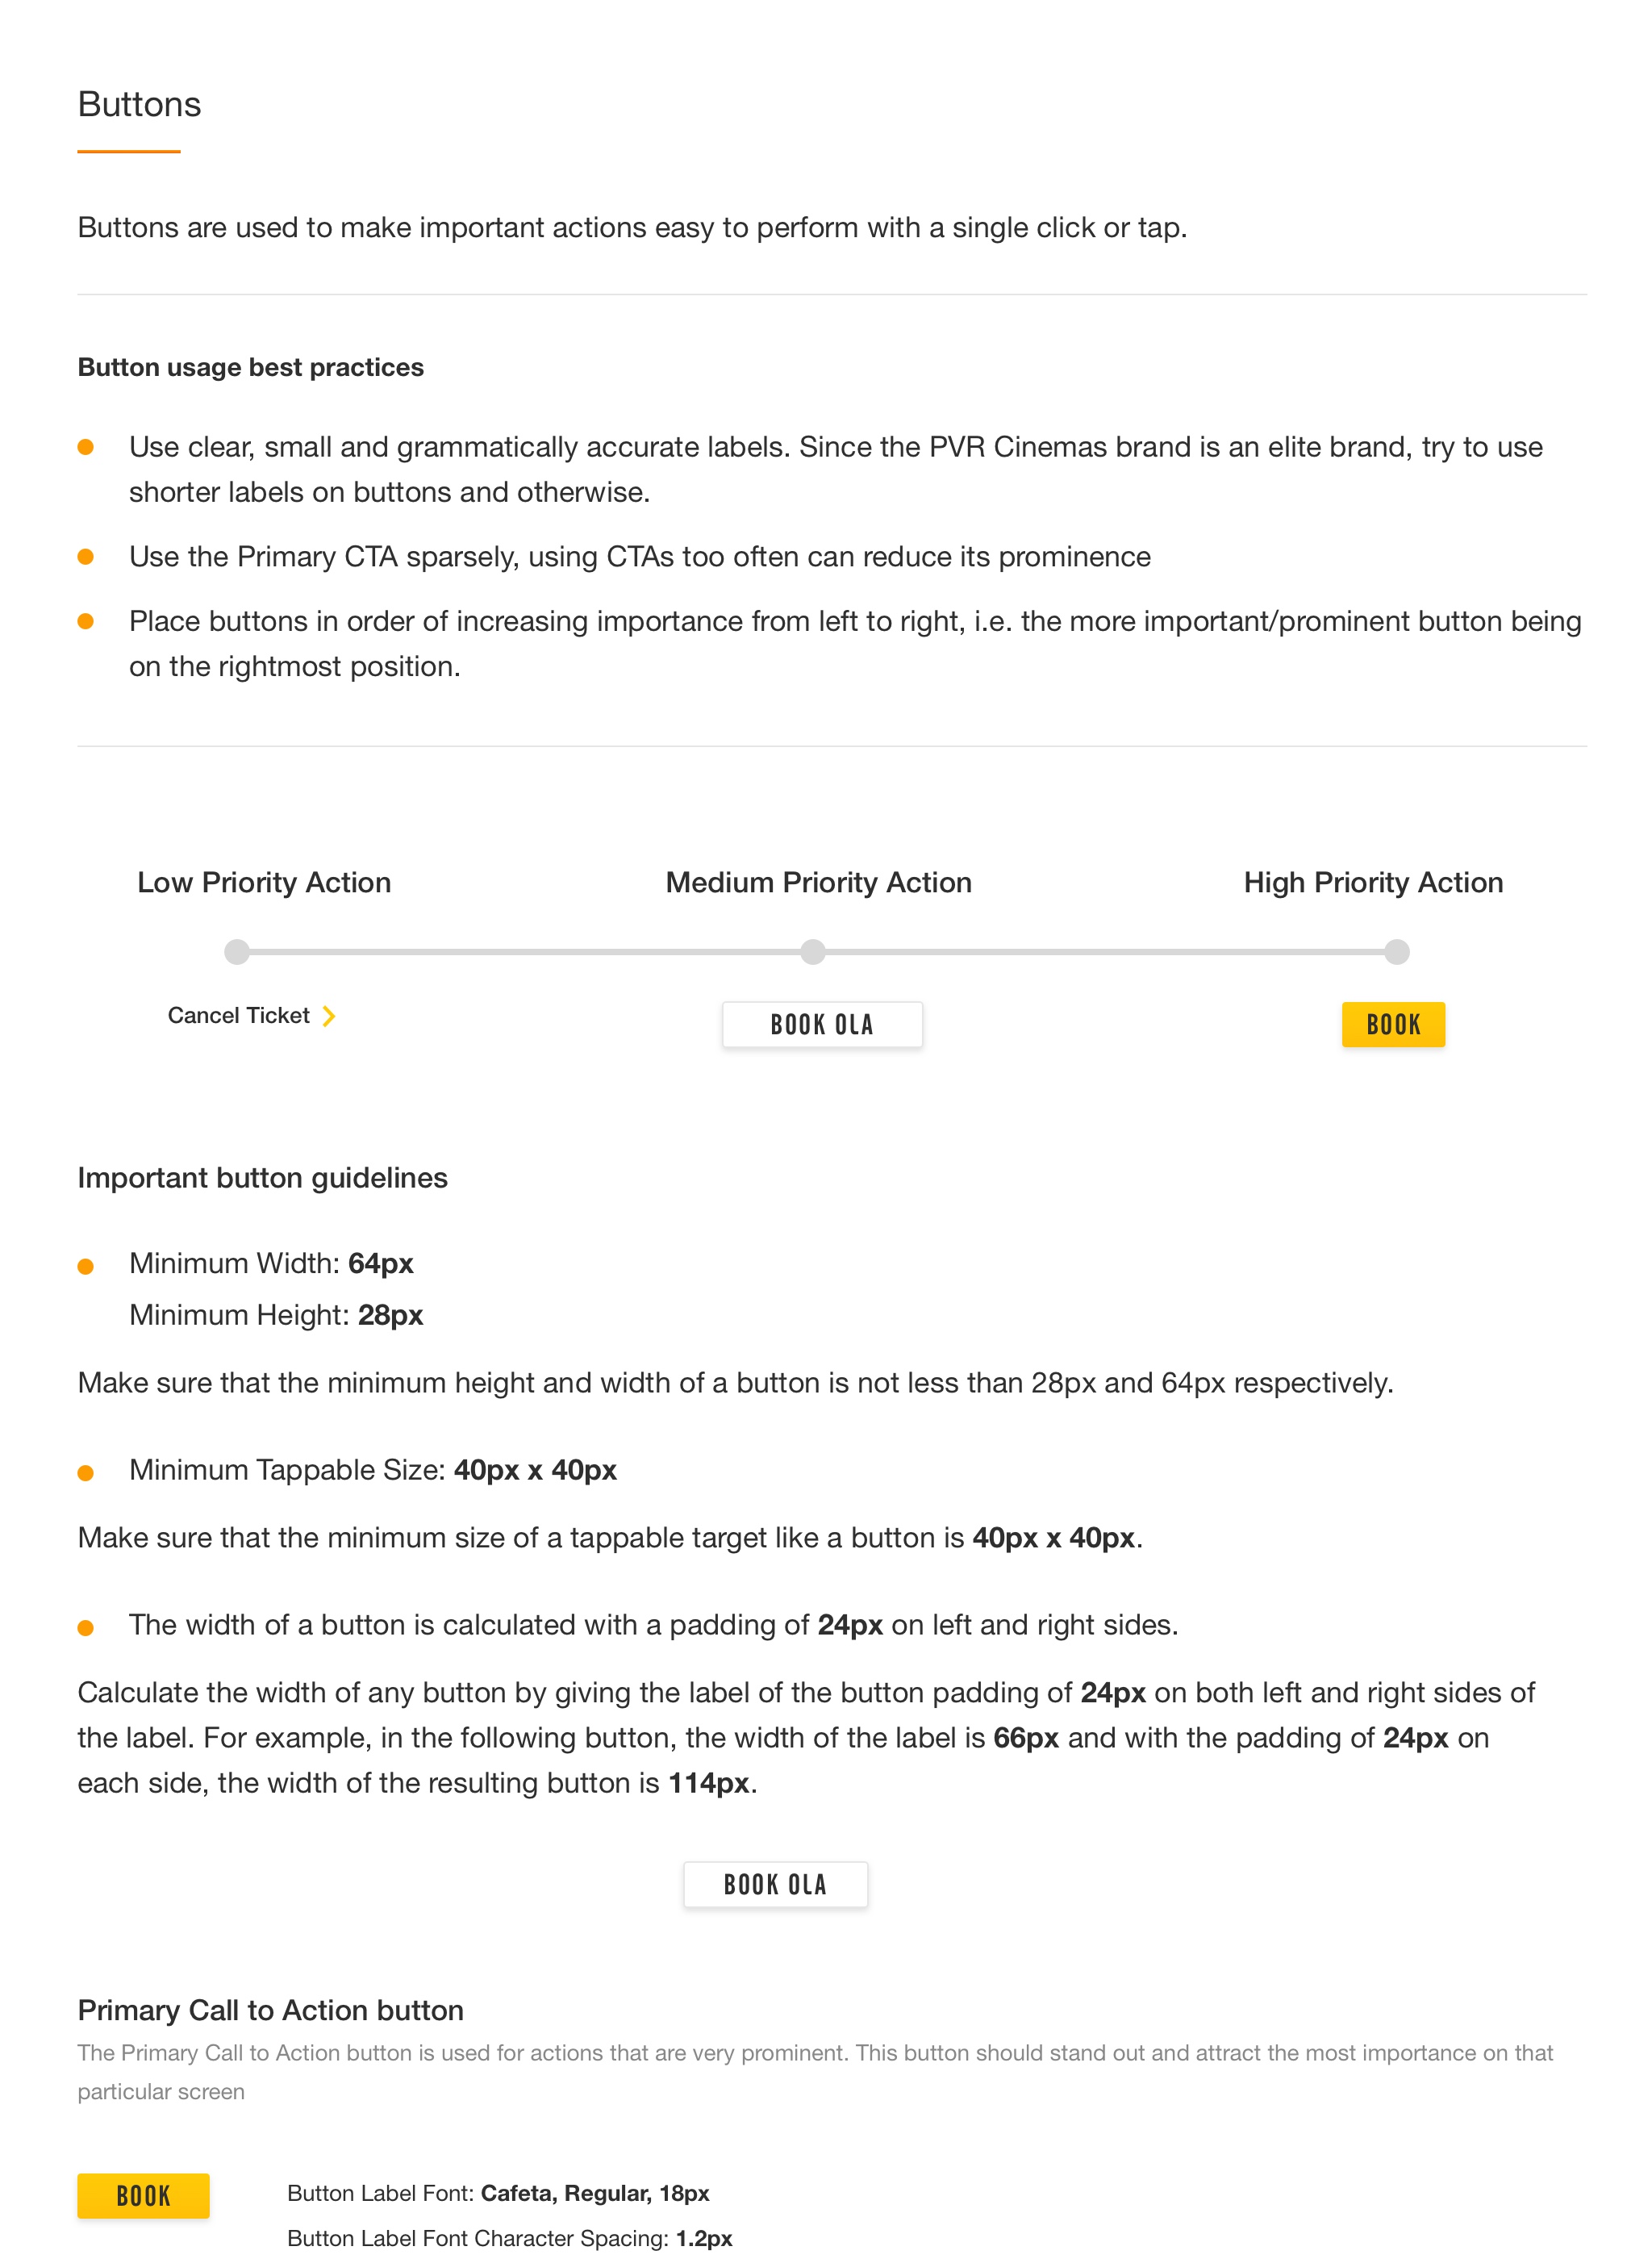 Buttons
Buttons are used to make important actions easy to perform with a single click or tap.
Button usage best practices
Use clear, small and grammatically accurate labels. Since the PVR Cinemas brand is an elite brand, try to use
shorter labels on buttons and otherwise.
Use the Primary CTA sparsely, using CTAs too often can reduce its prominence
Place buttons in order of increasing importance from left to right, i.e. the more important/prominent button being
on the rightmost position.
Low Priority Action Medium Priority Action High Priority Action
Cancel Ticket BOOK OLA BOOK
Important button guidelines
Minimum Width: 64px
Minimum Height: 28px
Make sure that the minimum height and width of a button is not less than 28px and 64px respectively.
Minimum Tappable Size: 40px x 40px
Make sure that the minimum size of a tappable target like a button is 40px x 40px.
The width of a button is calculated with a padding of 24px on left and right sides.
Calculate the width of any button by giving the label of the button padding of 24px on both left and right sides of
the label. For example, in the following button, the width of the label is 66px and with the padding of 24px on
each side, the width of the resulting button is 114px.
BOOK OLA
Primary Call to Action button
The Primary Call to Action button is used for actions that are very prominent. This button should stand out and attract the most importance on that
particular screen
BOOK Button Label Font: Cafeta, Regular, 18px
Button Label Font Character Spacing: 1.2px